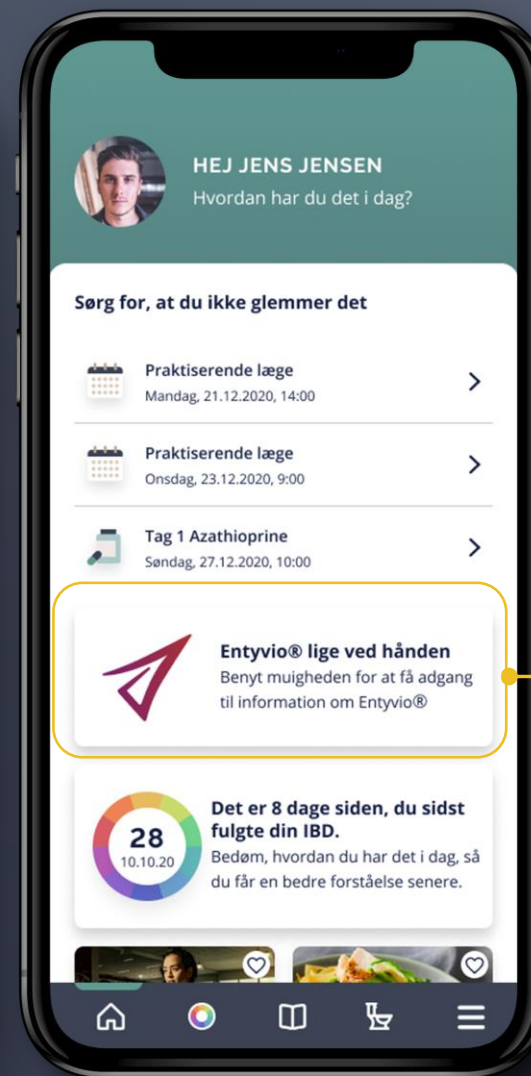 HEJ JENS JENSEN
Hvordan har du det i dag?
Sørg for, at du ikke glemmer det
Praktiserende læge
Mandag, 21.12.2020, 14:00
Praktiserende læge
Onsdag, 23.12.2020, 9:00
Tag 1 Azathioprine
Søndag, 27.12.2020, 10:00
Entyvio® lige ved hånden
Benyt muigheden for at få adgang
til information om Entyvio®
28
10.10.20
Det er 8 dage siden, du sidst
fulgte din IBD.
Bedøm, hvordan du har det i dag, så
du får en bedre forståelse senere.